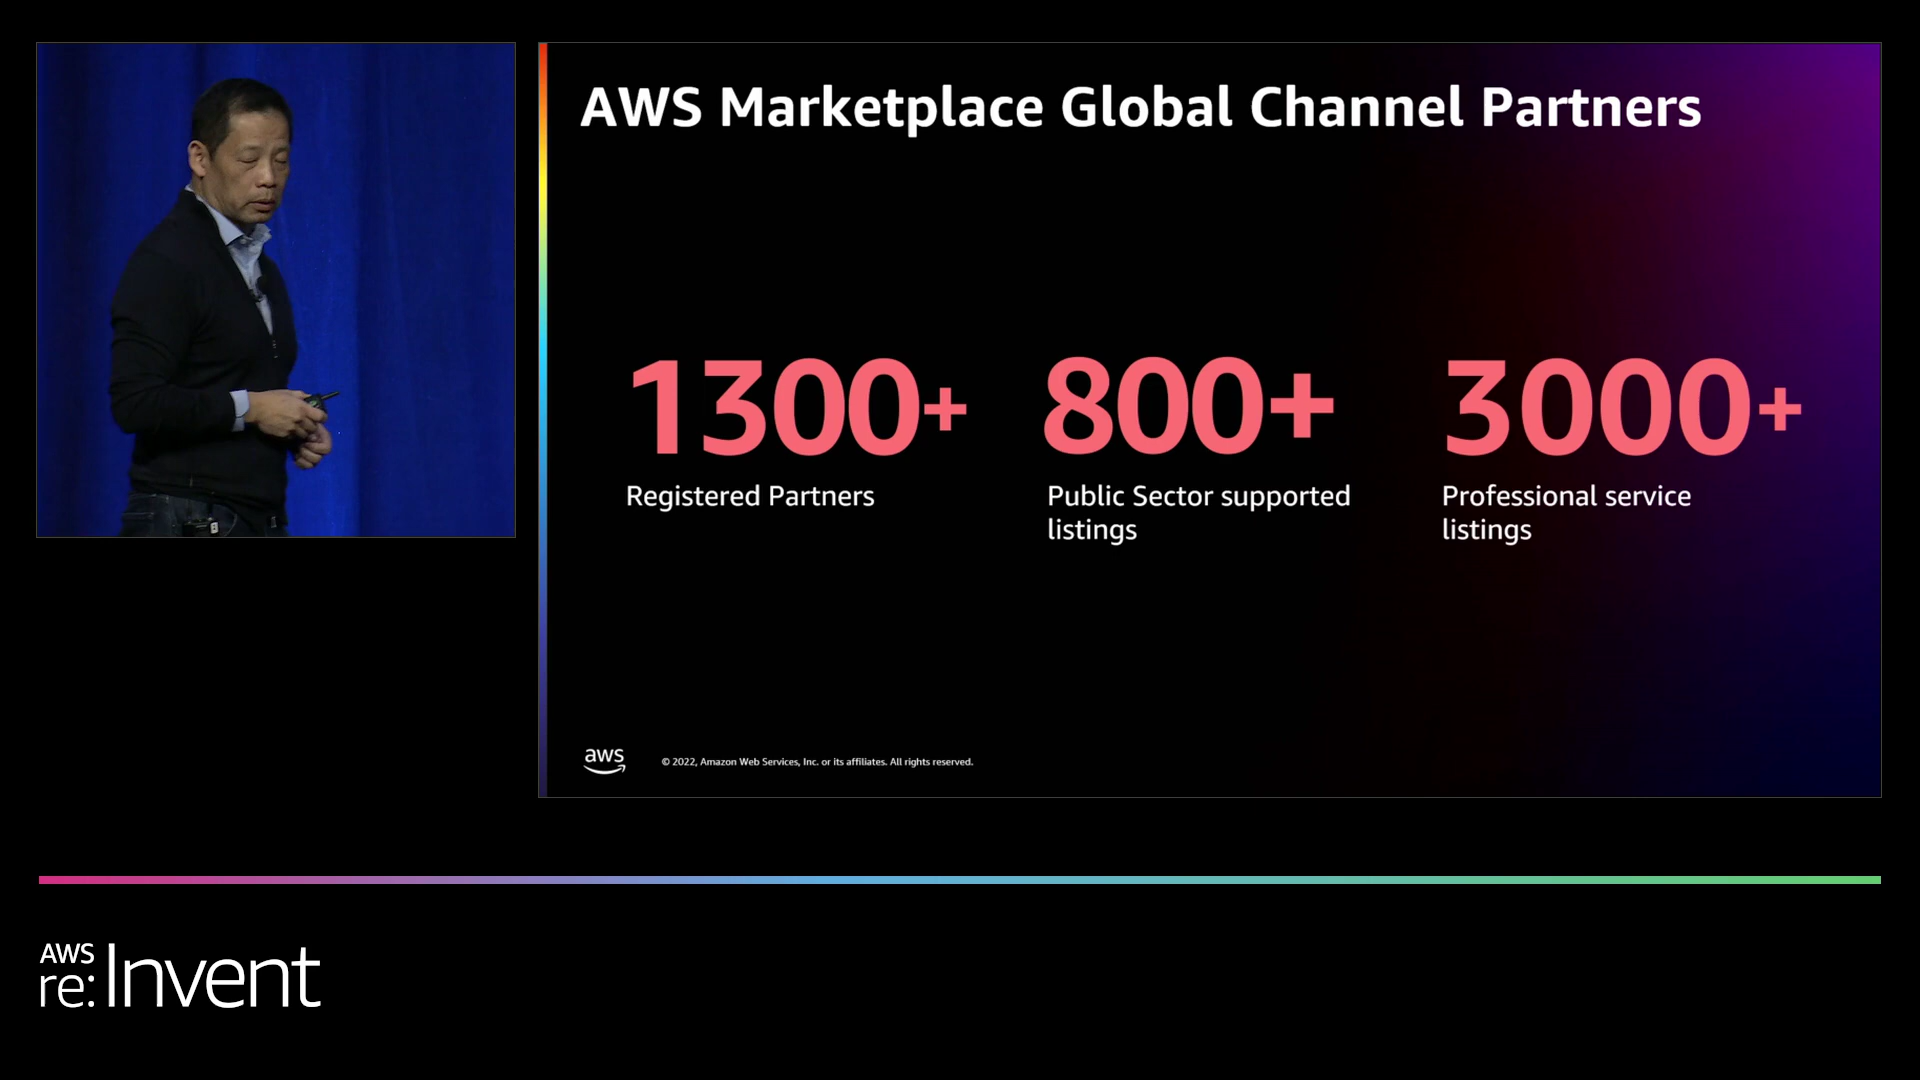 AWS Marketplace Global Channel Partners
1300+
Registered Partners
800+
Public Sector supported
listings
3000+
Professional service
listings
aws
© 2022, Amazon Web Services, Inc. or its affiliates. All rights reserved.
AWS
re:Invent